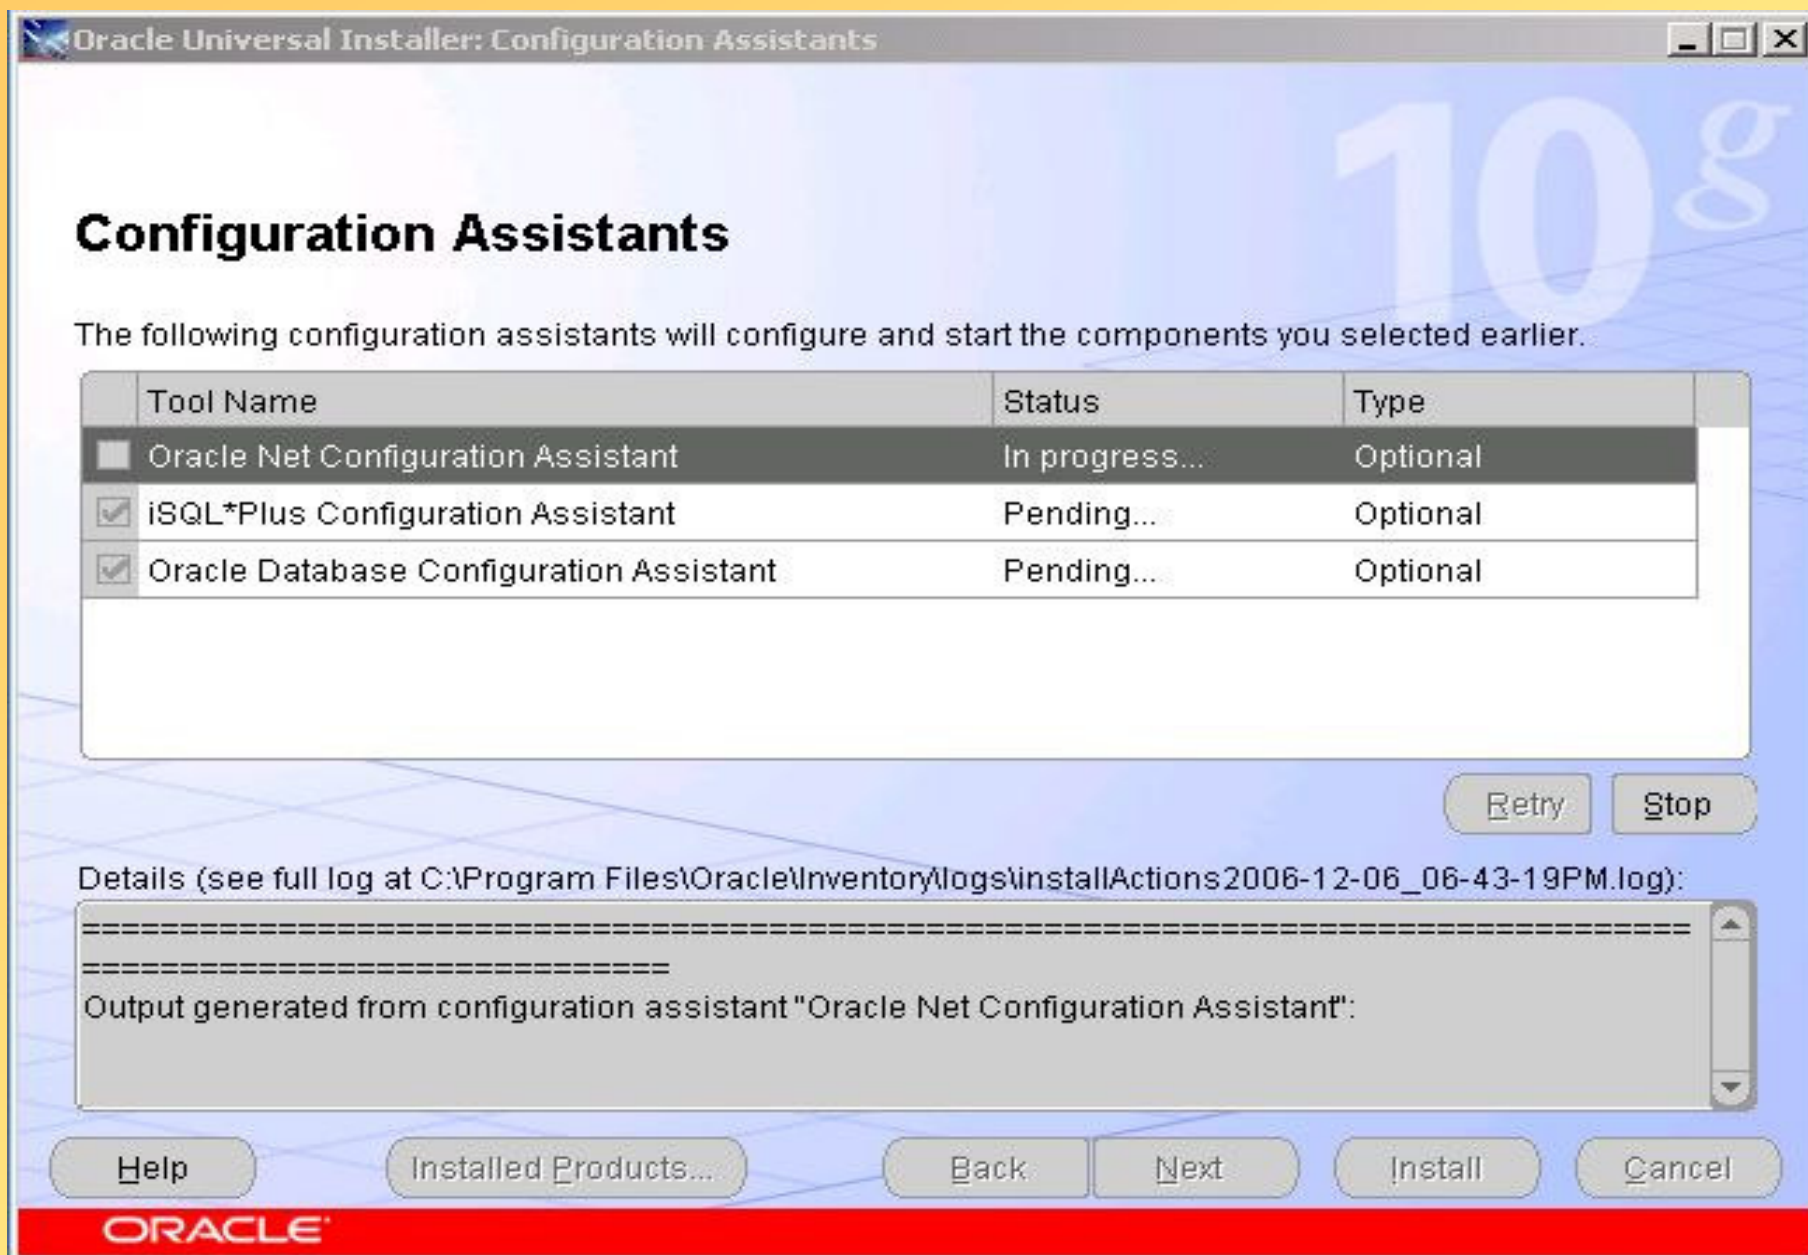 Oracle Universal Installer: Configuration Assistants
10g
Configuration Assistants
The following configuration assistants will configure and start the components you selected earlier.
Tool Name Status Type
Oracle Net Configuration Assistant In progress... Optional
iSQL*Plus Configuration Assistant Pending... Optional
Oracle Database Configuration Assistant Pending... Optional
Retry Stop
Details (see full log at C:\Program Files\Oracle\Inventory\logs\installActions2006-12-06_06-43-19PM.log):
==================================================================================
==============================
Output generated from configuration assistant "Oracle Net Configuration Assistant":
Help Installed Products... Back Next Install Cancel
ORACLE